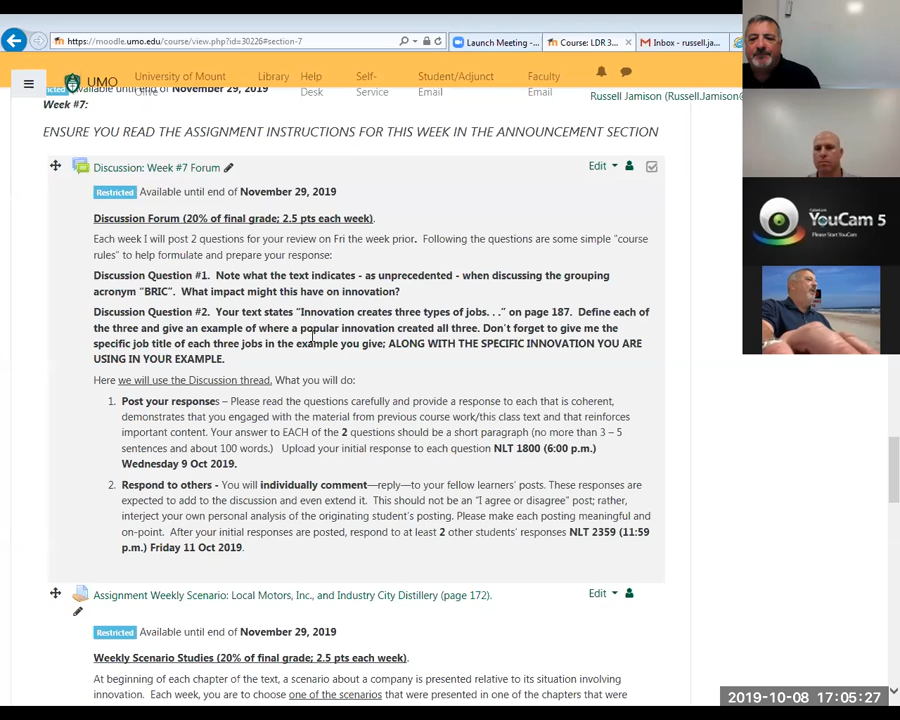 https://moodle.umo.edu/course/view.php?id=30226#section-7
Launch Meeting -...
Course: LDR 3...
Inbox - russell.ja...
UMO
University of Mount Olive
Library
Help Desk
Self-Service
Student/Adjunct Email
Faculty Email
Available until end of November 29, 2019
Russell Jamison (Russell.Jamison@
Week #7:
ENSURE YOU READ THE ASSIGNMENT INSTRUCTIONS FOR THIS WEEK IN THE ANNOUNCEMENT SECTION
Discussion: Week #7 Forum
Edit
Restricted Available until end of November 29, 2019
Discussion Forum (20% of final grade; 2.5 pts each week).
Each week I will post 2 questions for your review on Fri the week prior. Following the questions are some simple "course
rules" to help formulate and prepare your response:
Discussion Question #1. Note what the text indicates - as unprecedented - when discussing the grouping
acronym "BRIC". What impact might this have on innovation?
Discussion Question #2. Your text states "Innovation creates three types of jobs. . ." on page 187. Define each of
the three and give an example of where a popular innovation created all three. Don't forget to give me the
specific job title of each three jobs in the example you give; ALONG WITH THE SPECIFIC INNOVATION YOU ARE
USING IN YOUR EXAMPLE.
Here we will use the Discussion thread. What you will do:
1. Post your responses – Please read the questions carefully and provide a response to each that is coherent,
demonstrates that you engaged with the material from previous course work/this class text and that reinforces
important content. Your answer to EACH of the 2 questions should be a short paragraph (no more than 3 – 5
sentences and about 100 words.) Upload your initial response to each question NLT 1800 (6:00 p.m.)
Wednesday 9 Oct 2019.
2. Respond to others - You will individually comment—reply—to your fellow learners' posts. These responses are
expected to add to the discussion and even extend it. This should not be an "I agree or disagree" post; rather,
interject your own personal analysis of the originating student's posting. Please make each posting meaningful and
on-point. After your initial responses are posted, respond to at least 2 other students' responses NLT 2359 (11:59
p.m.) Friday 11 Oct 2019.
Assignment Weekly Scenario: Local Motors, Inc., and Industry City Distillery (page 172).
Edit
Restricted Available until end of November 29, 2019
Weekly Scenario Studies (20% of final grade; 2.5 pts each week).
At beginning of each chapter of the text, a scenario about a company is presented relative to its situation involving
innovation. Each week, you are to choose one of the scenarios that were presented in one of the chapters that were
YouCam 5
Please Start YouCam
2019-10-08 17:05:27